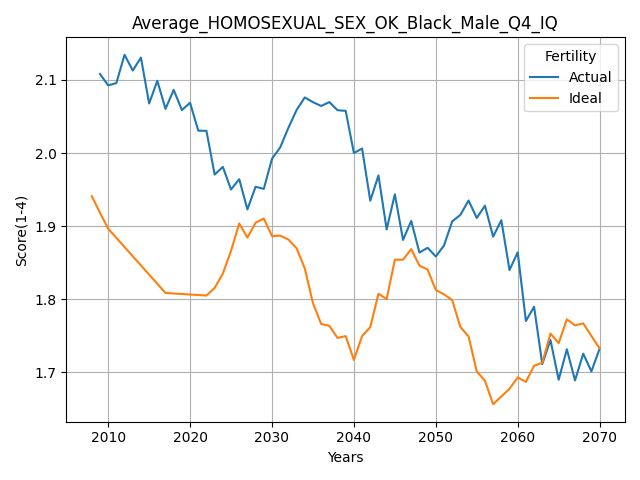 Average_HOMOSEXUAL_SEX_OK_Black_Male_Q4_IQ
Fertility
Actual
Ideal
Score(1-4)
2.1
2.0
1.9
1.8
1.7
2010 2020 2030 2040 2050 2060 2070
Years